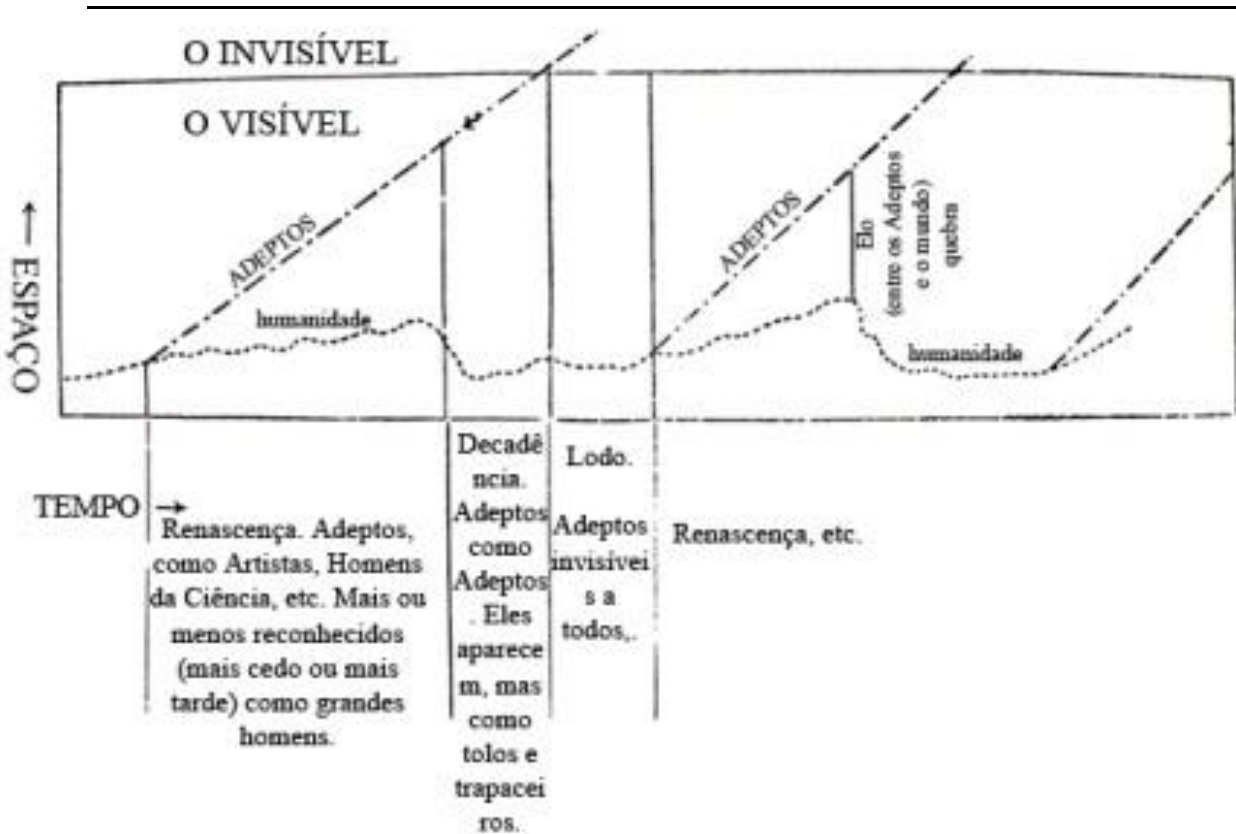 O INVISÍVEL
O VISÍVEL
← ESPAÇO
ADEPTOS
humanidade
ADEPTOS
Elo
(entre os Adeptos
e o mundo)
quebra
humanidade
TEMPO →
Renascença. Adeptos,
como Artistas, Homens
da Ciência, etc. Mais ou
menos reconhecidos
(mais cedo ou mais
tarde) como grandes
homens.
Decadê
ncia.
Adeptos
como
Adeptos
. Eles
aparece
m, mas
como
tolos e
trapacei
ros.
Lodo.
Adeptos
invisívei
s a
todos,.
Renascença, etc.